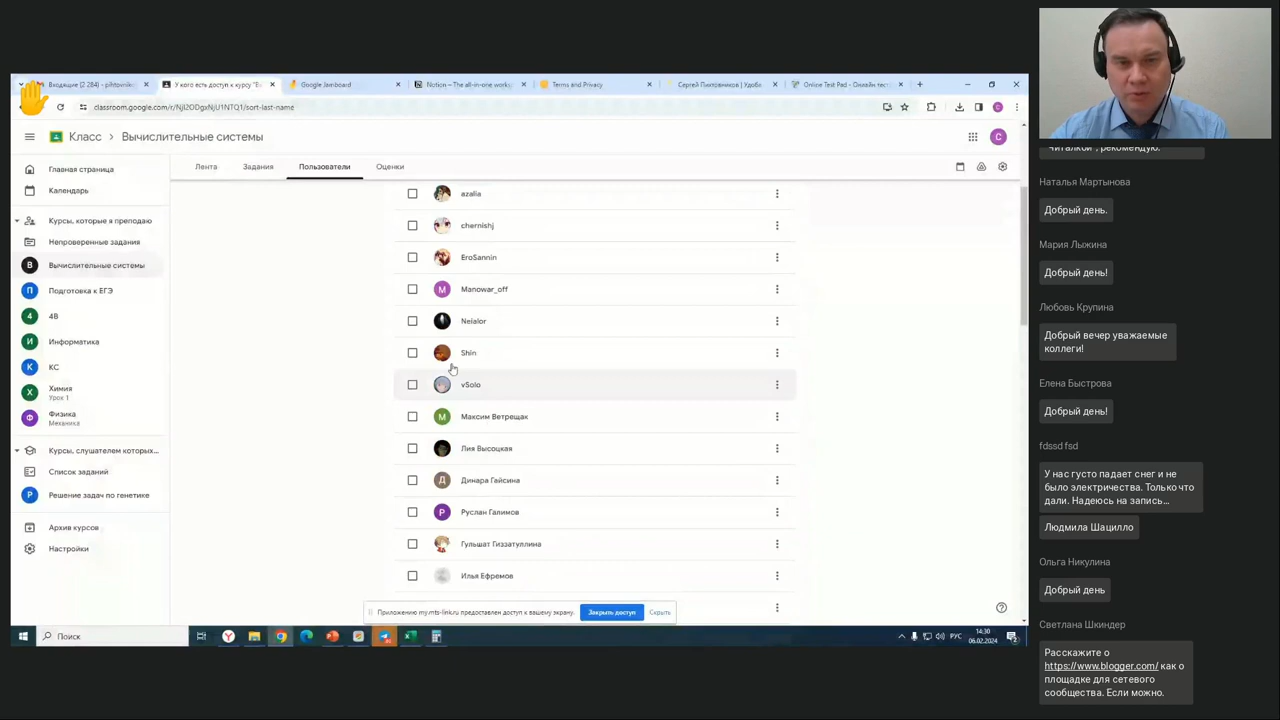 Входящие (2 284) - pihtovnik
У кого есть доступ к курсу "Вы
Google Jamboard
Notion – The all-in-one works
Terms and Privacy
Сергей Пихтовников | Удобн
Online Test Pad - Онлайн тест
classroom.google.com/r/NjI2ODgxNjU1NTQ1/sort-last-name
С
Класс
Вычислительные системы
С
Лента
Задания
Пользователи
Оценки
Главная страница
Календарь
Курсы, которые я преподаю
Непроверенные задания
В
Вычислительные системы
П
Подготовка к ЕГЭ
4
4В
И
Информатика
К
КС
Х
Химия
Урок 1
Ф
Физика
Механика
Курсы, слушателем которых...
Список заданий
Р
Решение задач по генетике
Архив курсов
Настройки
azalia
chernishj
EroSannin
M
Manowar_off
Neialor
Shin
vSolo
М
Максим Ветрещак
Лия Высоцкая
Д
Динара Гайсина
Р
Руслан Галимов
Гульшат Гиззатуллина
Илья Ефремов
Приложению my.mts-link.ru предоставлен доступ к вашему экрану.
Закрыть доступ
Скрыть
Поиск
РУС
14:30
06.02.2024
"Читалкой", рекомендую.
Наталья Мартынова
Добрый день.
Мария Лыжина
Добрый день!
Любовь Крупина
Добрый вечер уважаемые
коллеги!
Елена Быстрова
Добрый день!
fdssd fsd
У нас густо падает снег и не
было электричества. Только что
дали. Надеюсь на запись...
Людмила Шацилло
Ольга Никулина
Добрый день
Светлана Шкиндер
Расскажите о
https://www.blogger.com/ как о
площадке для сетевого
сообщества. Если можно.